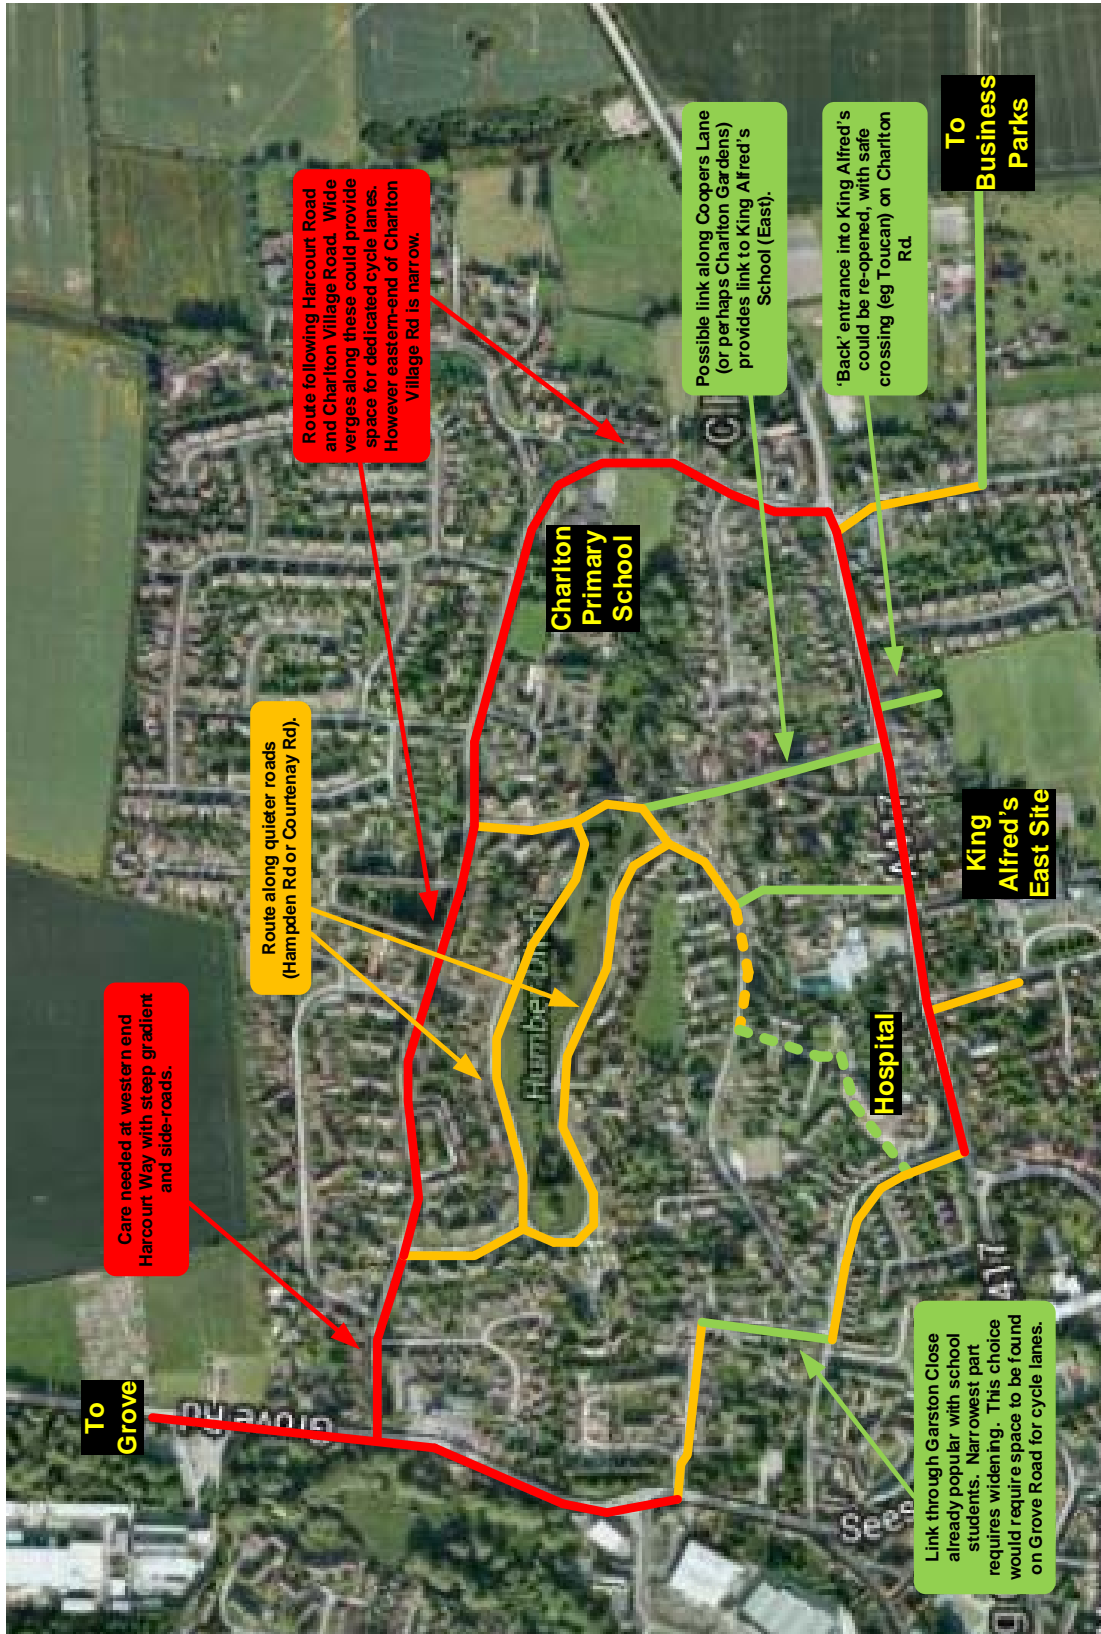 To
Grove
Care needed at western end
Harcourt Way with steep gradient
and side-roads.
Grove Rd
Route along quieter roads
(Hampden Rd or Courtenay Rd).
Route following Harcourt Road
and Charlton Village Road. Wide
verges along these could provide
space for dedicated cycle lanes.
However eastern-end of Charlton
Village Rd is narrow.
Humber Ditch
Charlton
Primary
School
Possible link along Coopers Lane
(or perhaps Charlton Gardens)
provides link to King Alfred's
School (East).
'Back' entrance into King Alfred's
could be re-opened, with safe
crossing (eg Toucan) on Charlton
Rd.
Hospital
To
Business
Parks
King
Alfred's
East Site
Link through Garston Close
already popular with school
students. Narrowest part
requires widening. This choice
would require space to be found
on Grove Road for cycle lanes.